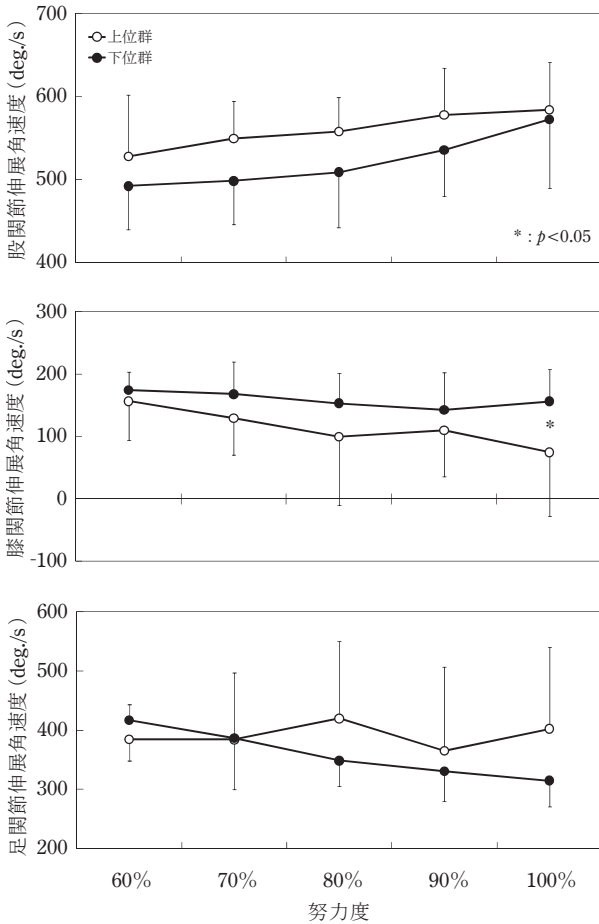 股関節伸展角速度 (deg./s)
700
600
500
400
上位群
下位群
* : p<0.05
膝関節伸展角速度 (deg./s)
300
200
100
0
-100
*
足関節伸展角速度 (deg./s)
600
500
400
300
200
60% 70% 80% 90% 100%
努力度